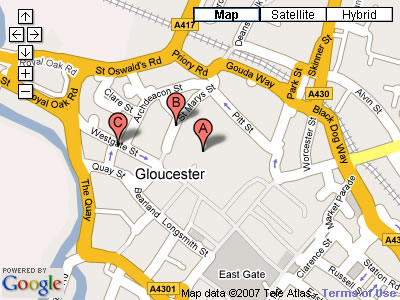 A417
Map
Satellite
Hybrid
Royal Oak Rd
St Oswald's Rd
Priory Rd
Gouda Way
Deans
Skinner St
Park St
A430
Alvin St
Black Dog Way
St
Royal Oak Rd
Clare St
Archdeacon St
St Marys St
Pitt St
Worcester St
B
A
C
Westgate St
Quay St
The Quay
Gloucester
Bearland
Longsmith St
Market Parade
Clarence St
Station Rd
Russell
East Gate
A4301
A430
POWERED BY
Google
Map data ©2007 Tele Atlas
Terms of Use